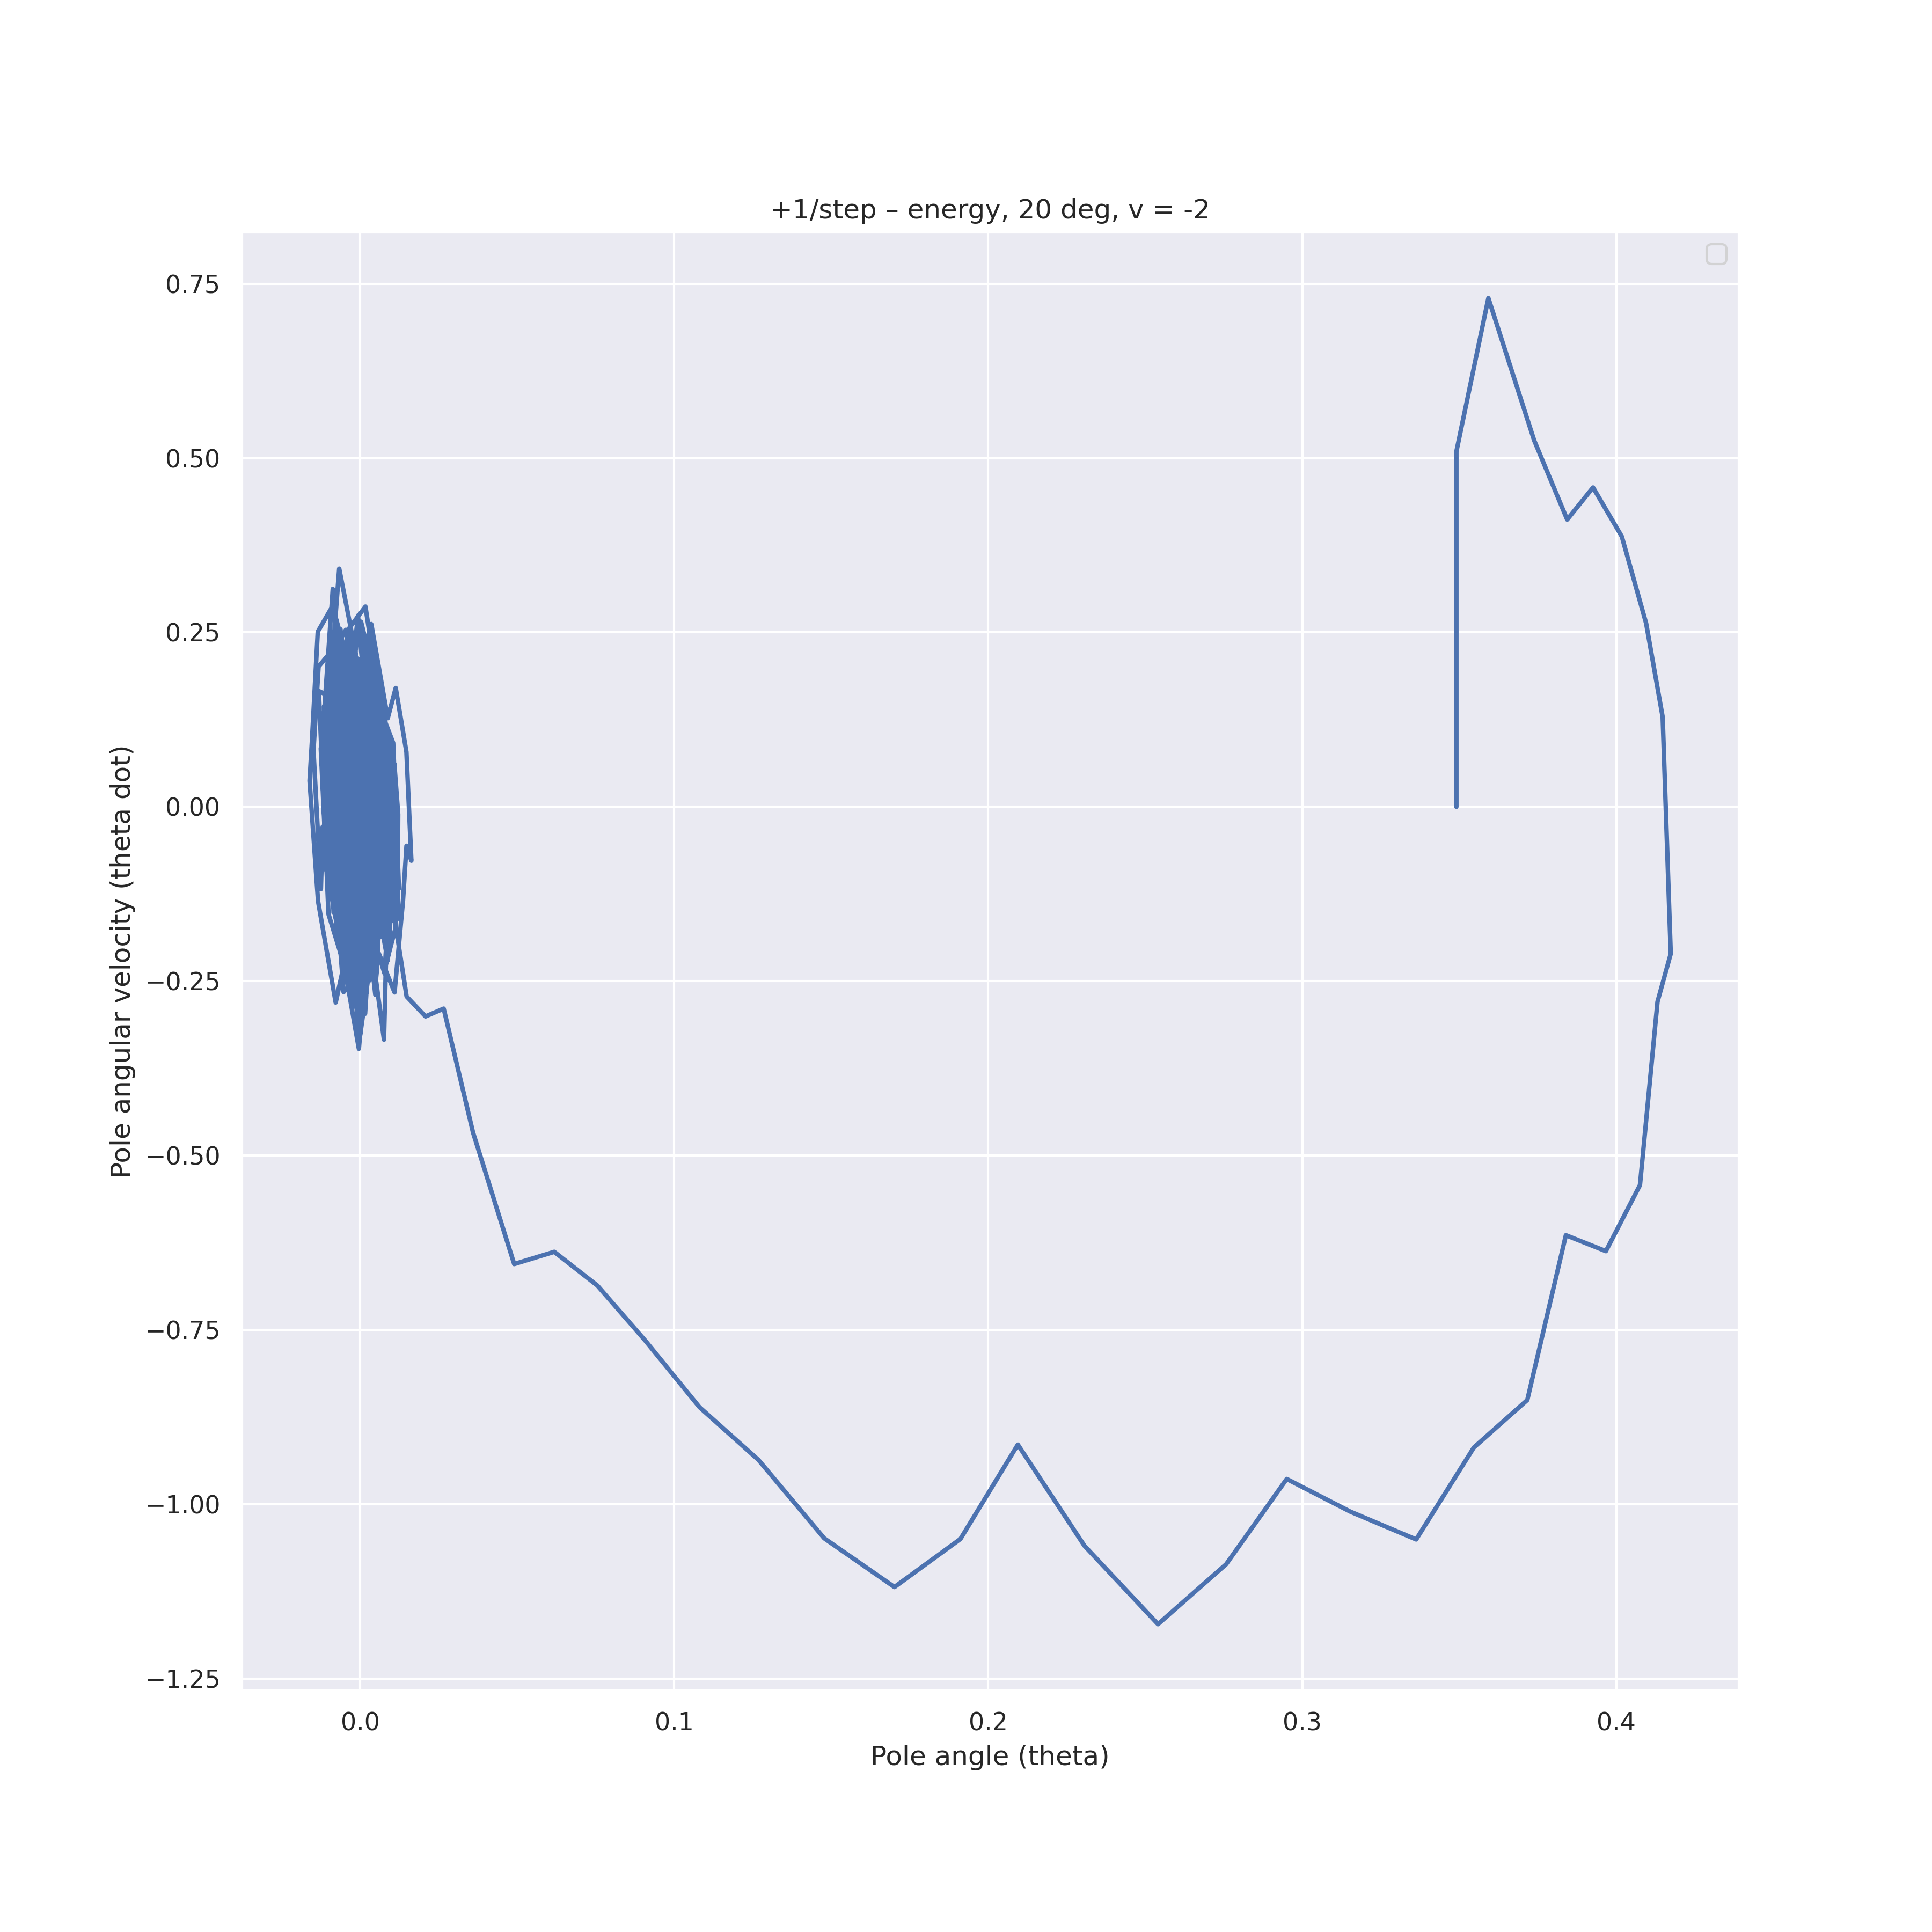 +1/step – energy, 20 deg, v = -2
0.75
0.50
0.25
0.00
−0.25
−0.50
−0.75
−1.00
−1.25
Pole angular velocity (theta dot)
0.0 0.1 0.2 0.3 0.4
Pole angle (theta)